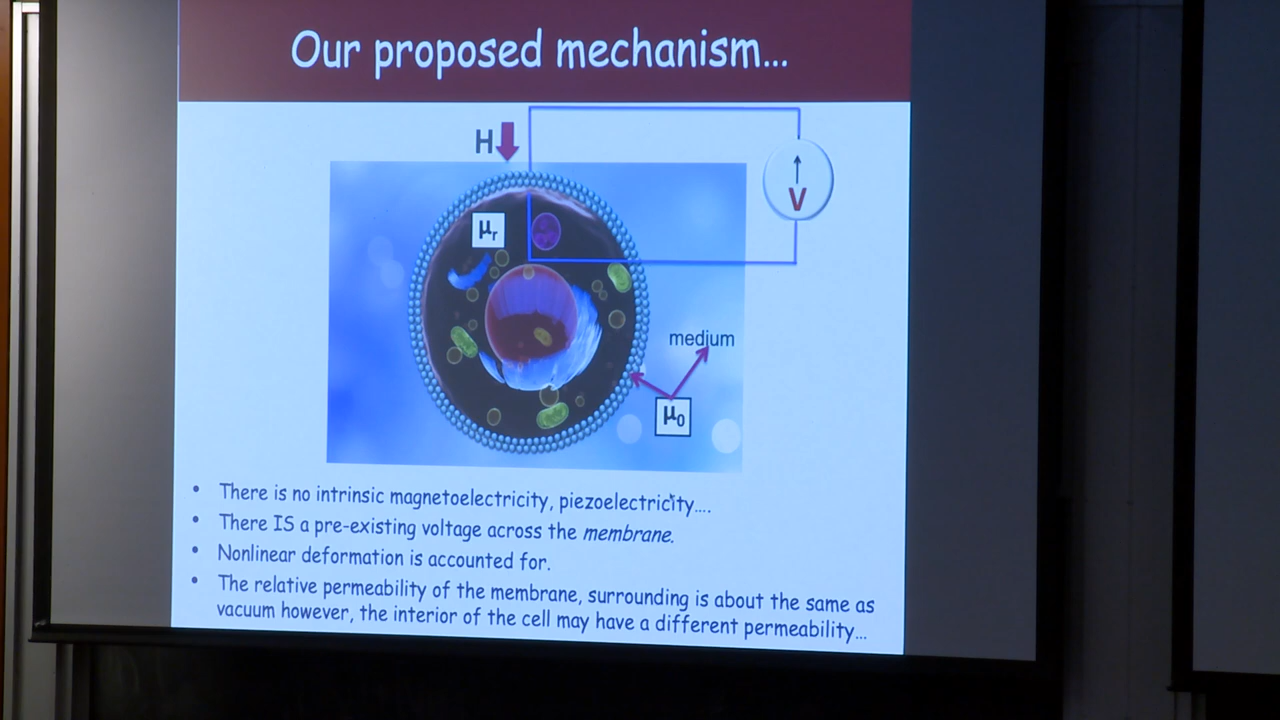 Our proposed mechanism...
H
V
μr
medium
μ0
• There is no intrinsic magnetoelectricity, piezoelectricity....
• There IS a pre-existing voltage across the membrane.
• Nonlinear deformation is accounted for.
• The relative permeability of the membrane, surrounding is about the same as
vacuum however, the interior of the cell may have a different permeability...